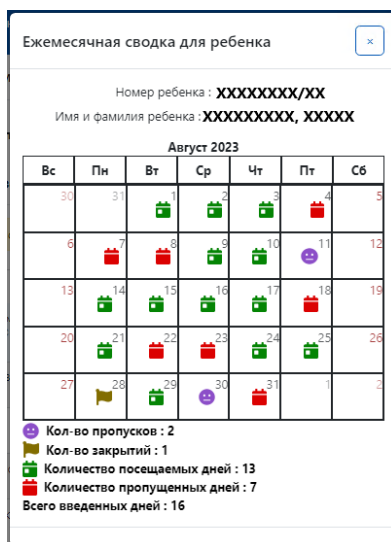 Ежемесячная сводка для ребенка ×
Номер ребенка : XXXXXXXX/XX
Имя и фамилия ребенка : XXXXXXXXX, XXXXX
Август 2023
Вс Пн Вт Ср Чт Пт Сб
30 31 1 2 3 4 5
6 7 8 9 10 11 12
13 14 15 16 17 18 19
20 21 22 23 24 25 26
27 28 29 30 31 1 2
Кол-во пропусков : 2
Кол-во закрытий : 1
Количество посещаемых дней : 13
Количество пропущенных дней : 7
Всего введенных дней : 16